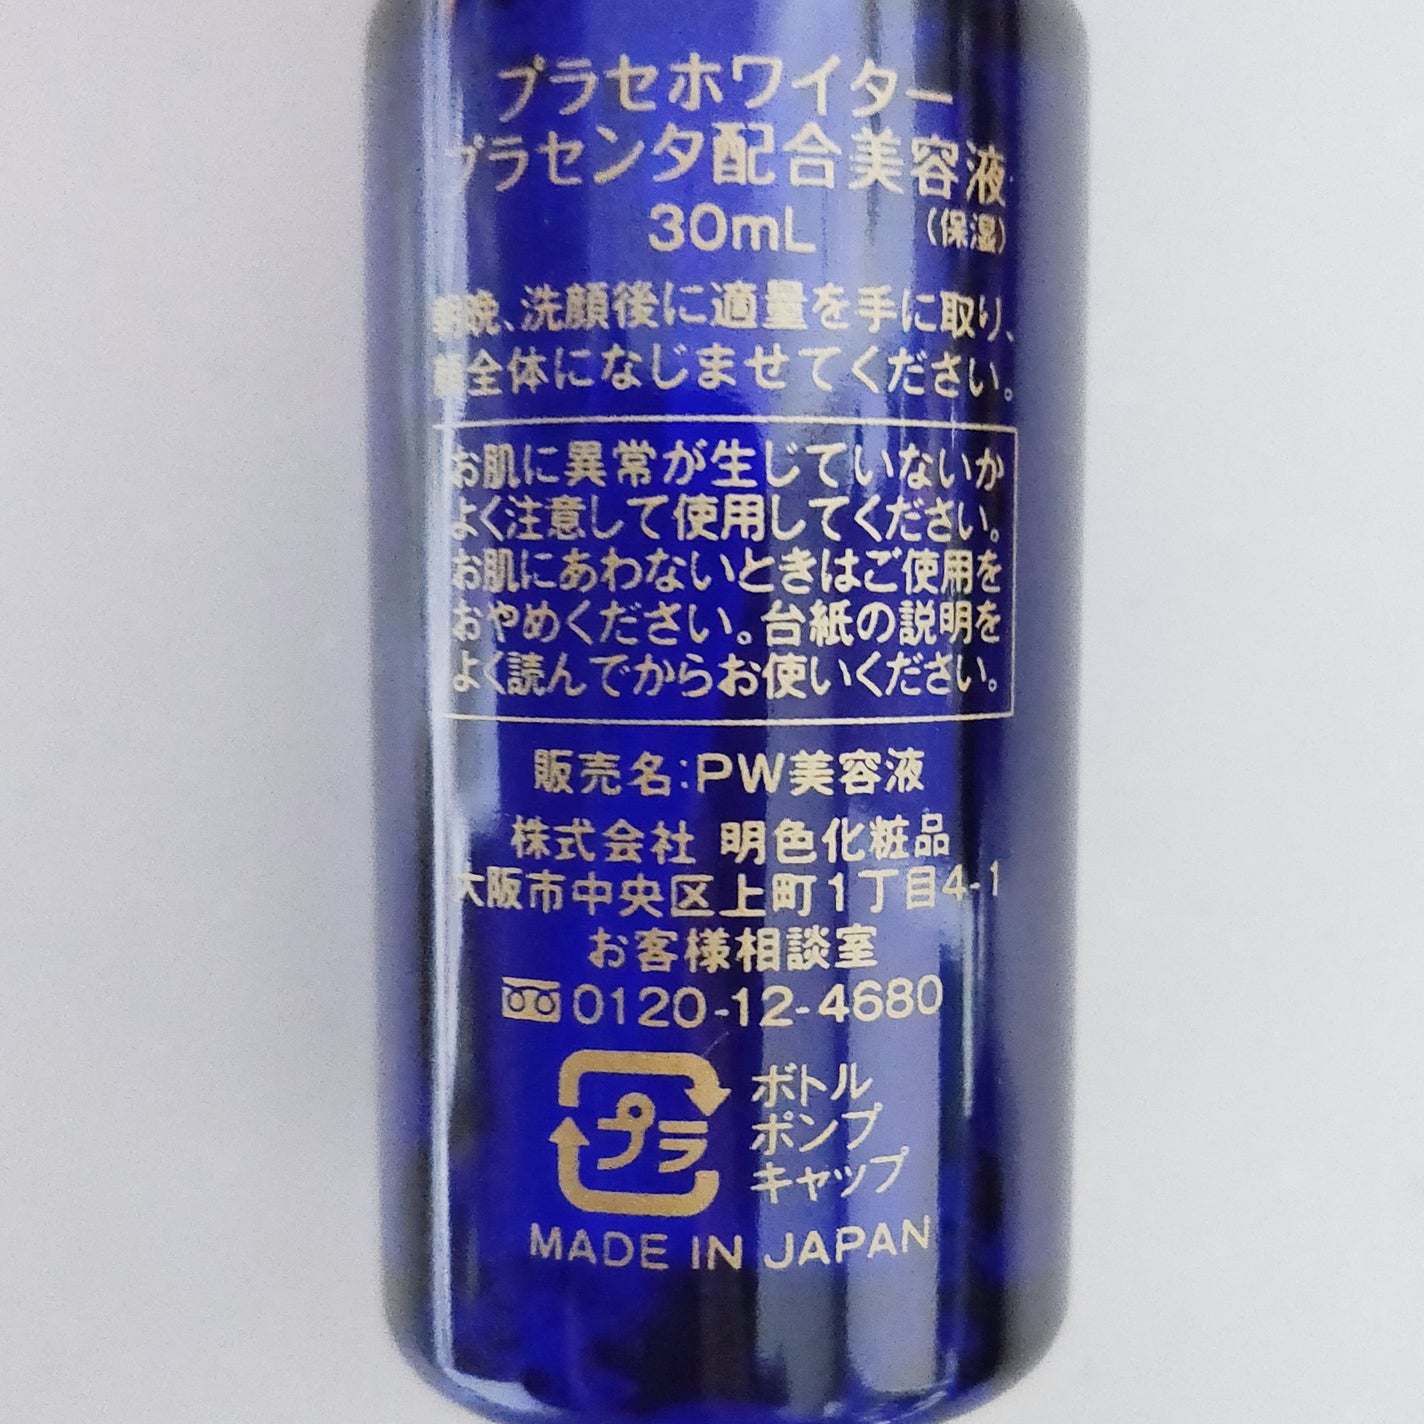 プラセホワイター
プラセンタ配合美容液
30mL
(保湿)
朝晩、洗顔後に適量を手に取り、
顔全体になじませてください。
お肌に異常が生じていないか
よく注意して使用してください。
お肌にあわないときはご使用を
おやめください。台紙の説明を
よく読んでからお使いください。
販売名:PW美容液
株式会社 明色化粧品
大阪市中央区上町1丁目4-1
お客様相談室
0120-12-4680
プラ
ボトル
ポンプ
キャップ
MADE IN JAPAN